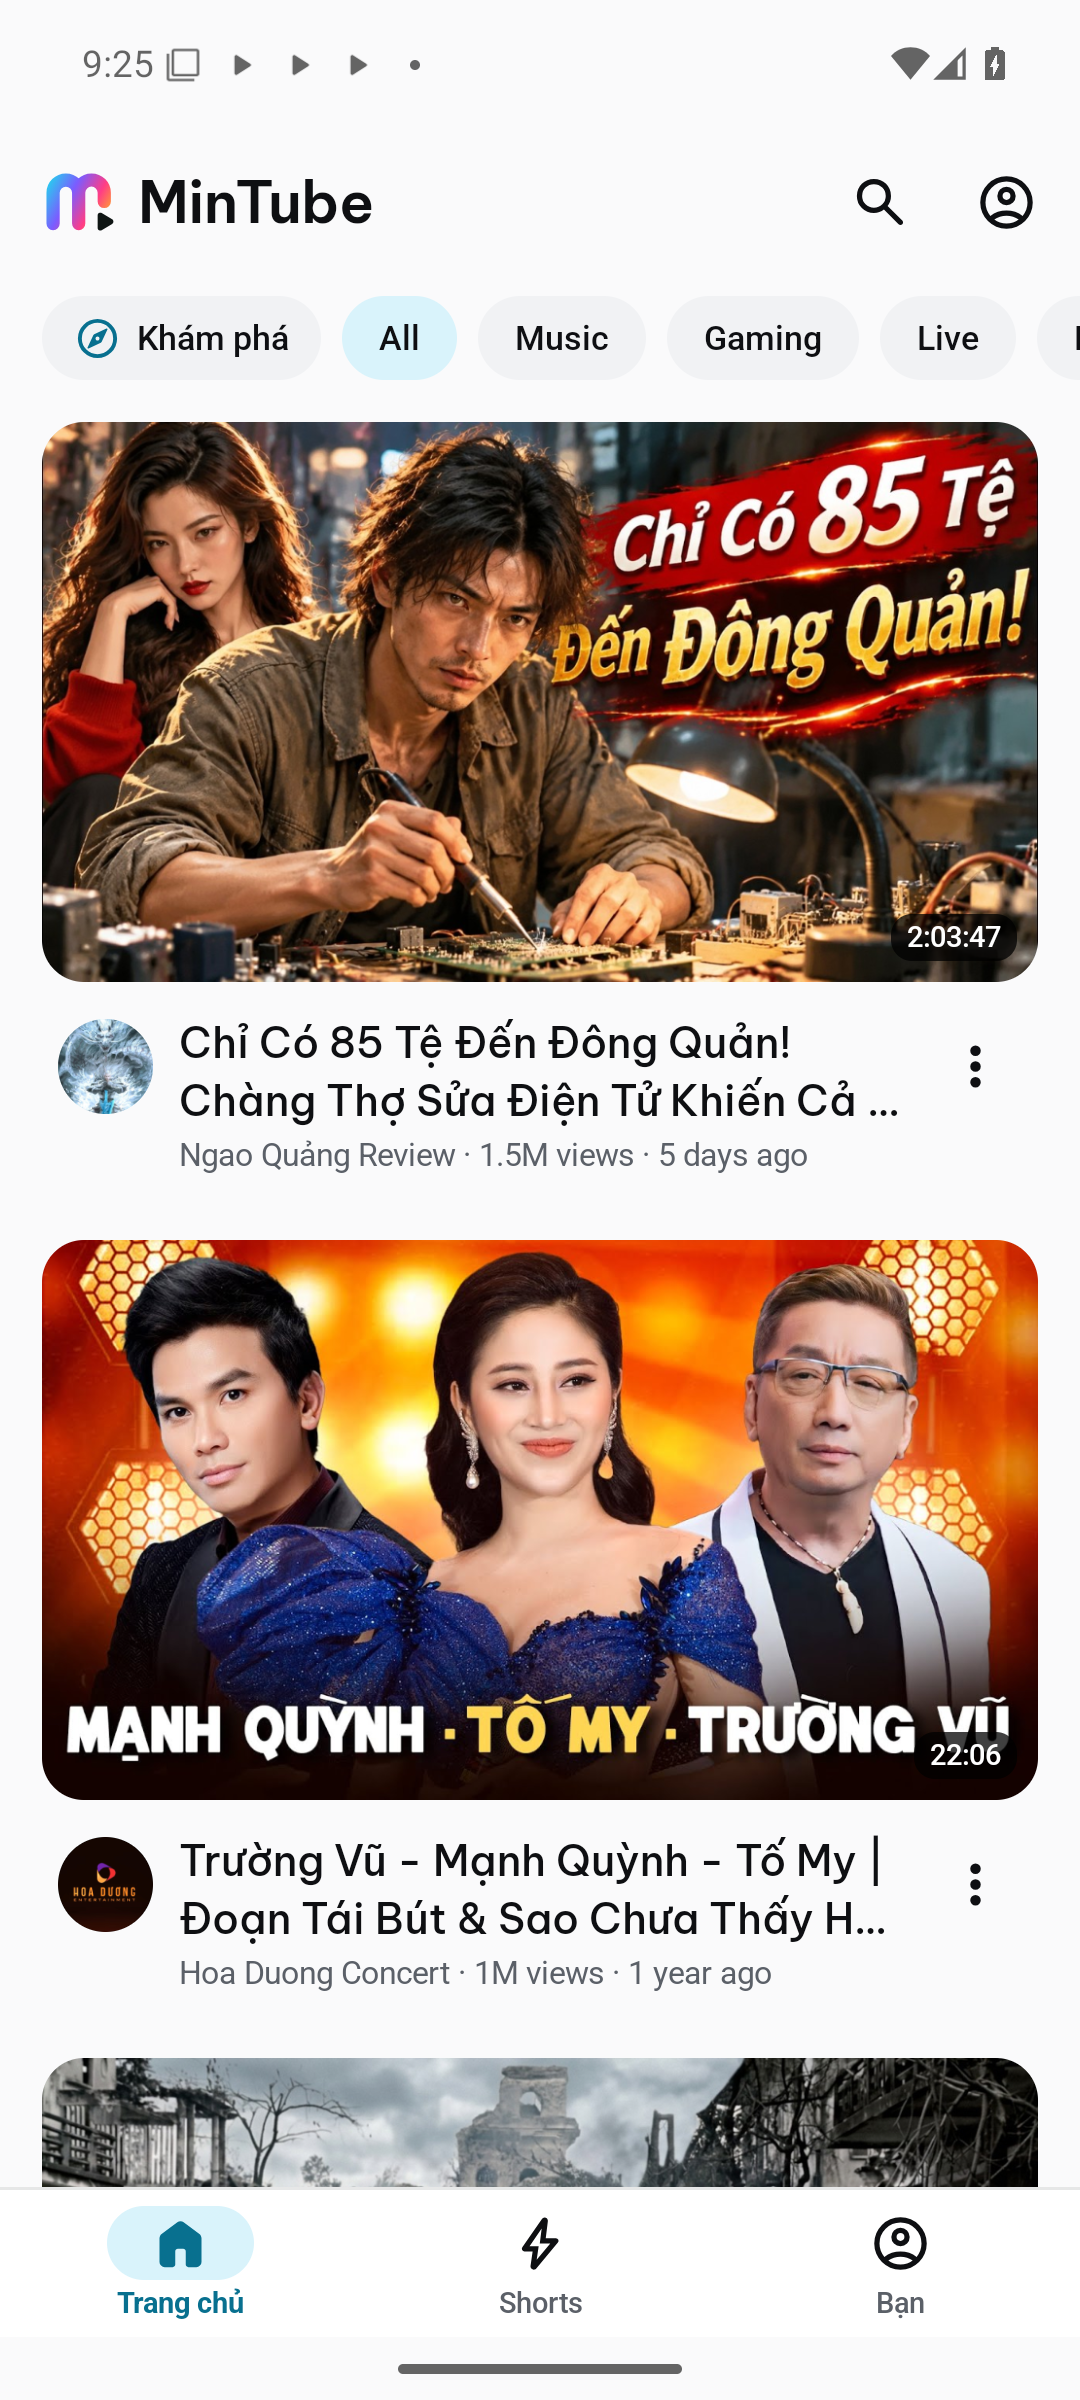 9:25
MinTube
Khám phá
All
Music
Gaming
Live
Chỉ Có 85 Tệ
Đến Đông Quản!
2:03:47
Chỉ Có 85 Tệ Đến Đông Quản!
Chàng Thợ Sửa Điện Tử Khiến Cả ...
Ngao Quảng Review · 1.5M views · 5 days ago
MẠNH QUỲNH · TỐ MY · TRƯỜNG VŨ
22:06
HOA DƯƠNG
ENTERTAINMENT
Trường Vũ - Mạnh Quỳnh - Tố My |
Đoạn Tái Bút & Sao Chưa Thấy H...
Hoa Duong Concert · 1M views · 1 year ago
Trang chủ
Shorts
Bạn